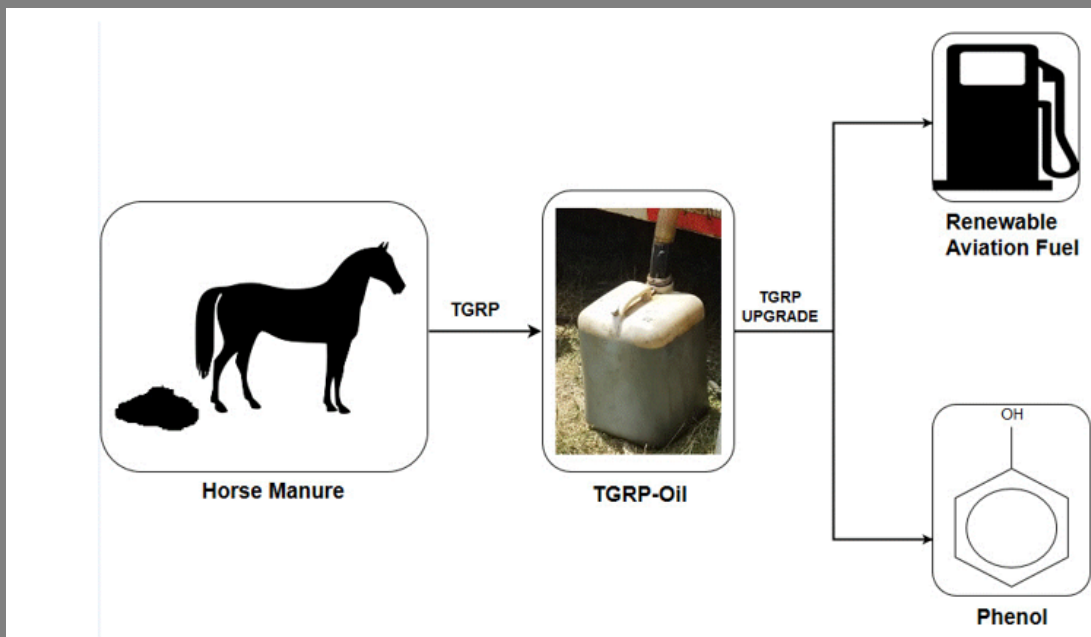 Horse Manure
TGRP
TGRP-Oil
TGRP
UPGRADE
Renewable
Aviation Fuel
OH
Phenol